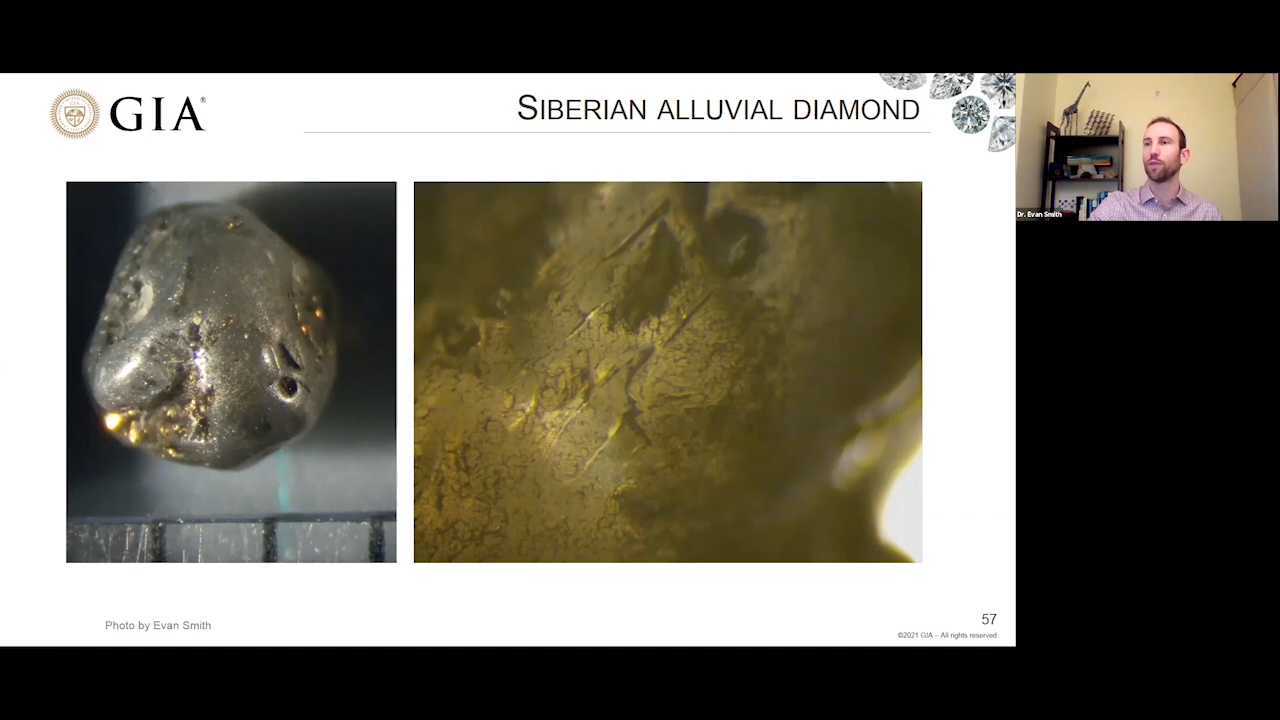 GIA®
SIBERIAN ALLUVIAL DIAMOND
Dr. Evan Smith
Photo by Evan Smith
57
©2021 GIA – All rights reserved.